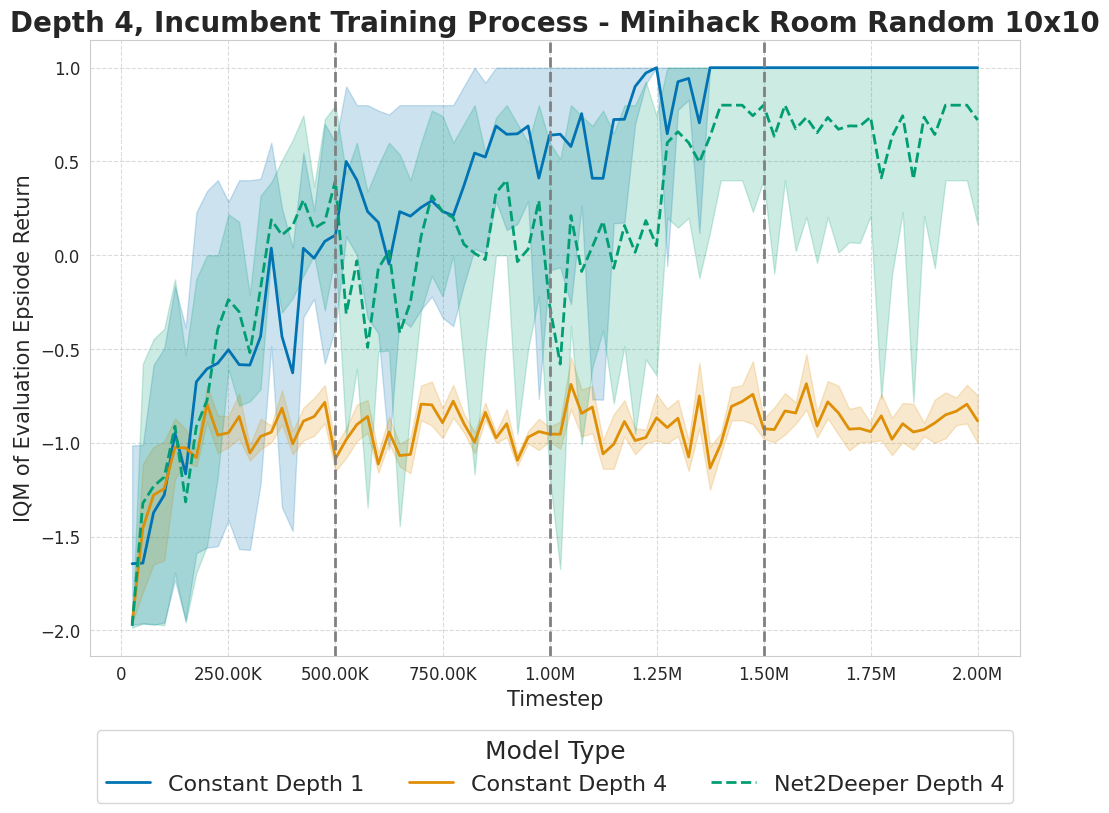 Depth 4, Incumbent Training Process - Minihack Room Random 10x10
IQM of Evaluation Epsiode Return
1.0
0.5
0.0
−0.5
−1.0
−1.5
−2.0
0
250.00K
500.00K
750.00K
1.00M
1.25M
1.50M
1.75M
2.00M
Timestep
Model Type
Constant Depth 1
Constant Depth 4
Net2Deeper Depth 4